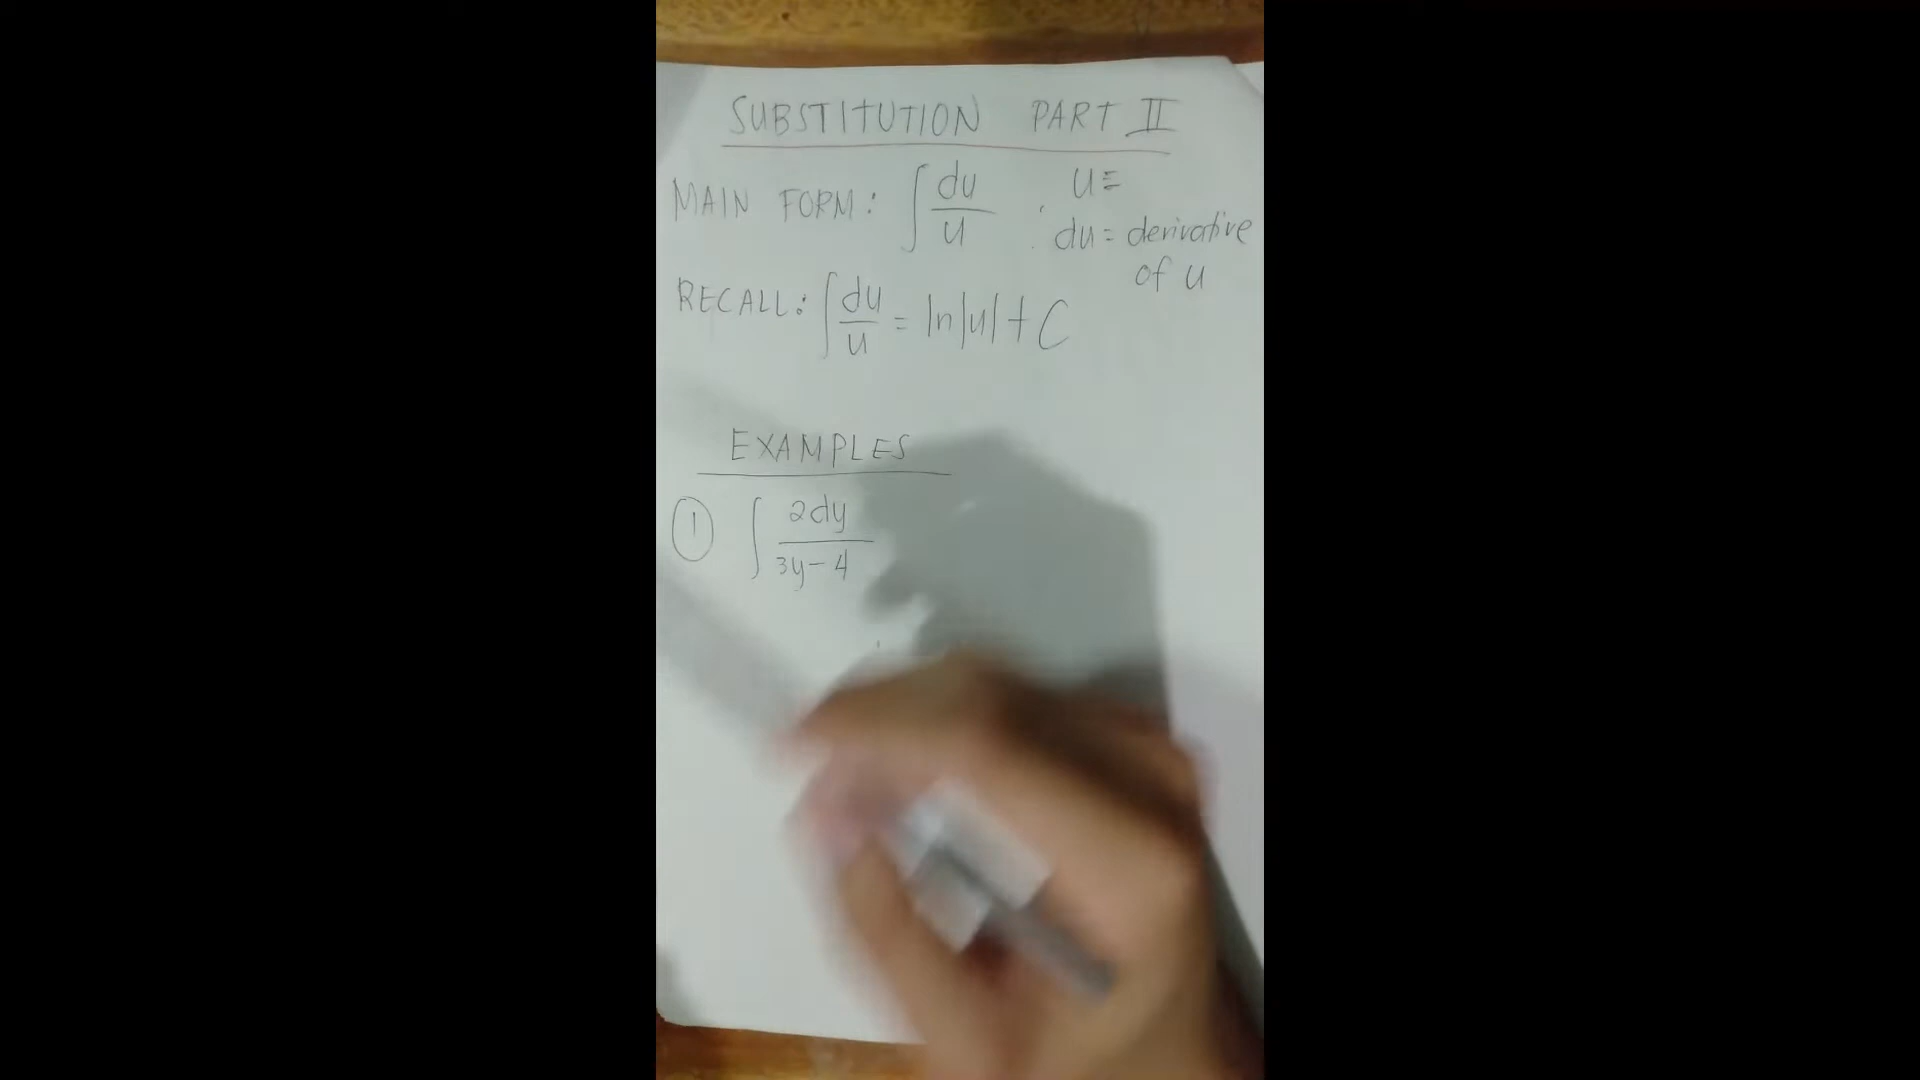 SUBSTITUTION PART II
MAIN FORM: ∫ du/u : u =
du = derivative
of u
RECALL: ∫ du/u = ln|u| + C
EXAMPLES
① ∫ 2dy/3y-4